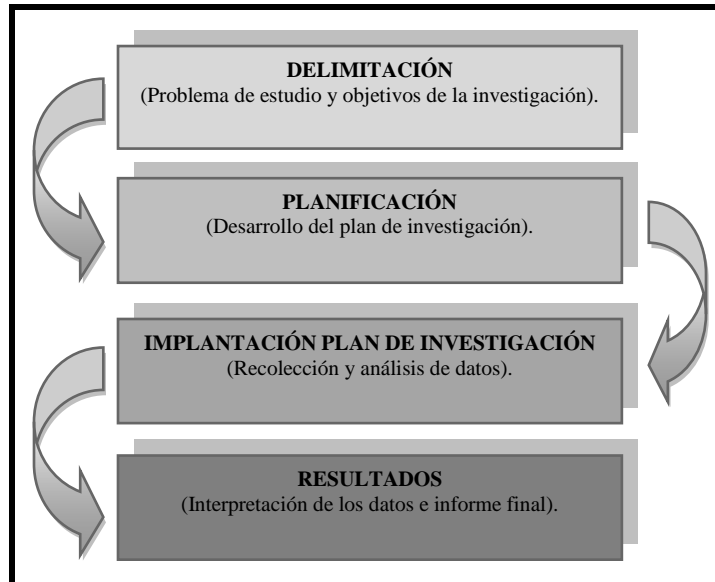 DELIMITACIÓN
(Problema de estudio y objetivos de la investigación).
PLANIFICACIÓN
(Desarrollo del plan de investigación).
IMPLANTACIÓN PLAN DE INVESTIGACIÓN
(Recolección y análisis de datos).
RESULTADOS
(Interpretación de los datos e informe final).